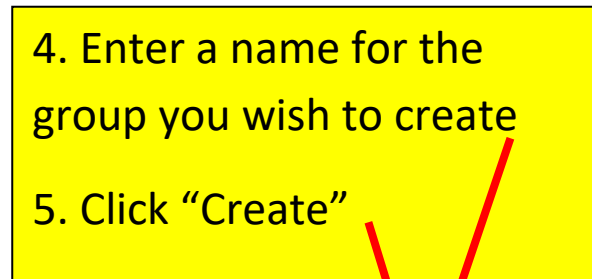 4. Enter a name for the
group you wish to create
5. Click “Create”